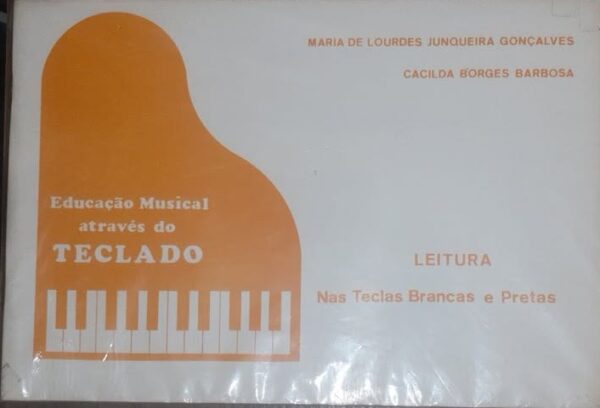 MARIA DE LOURDES JUNQUEIRA GONÇALVES
CACILDA BORGES BARBOSA
Educação Musical
através do
TECLADO
LEITURA
Nas Teclas Brancas e Pretas